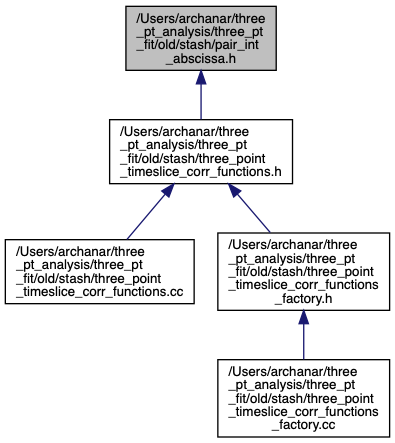 /Users/archanar/three
_pt_analysis/three_pt
_fit/old/stash/pair_int
_abscissa.h
/Users/archanar/three
_pt_analysis/three_pt
_fit/old/stash/three_point
_timeslice_corr_functions.h
/Users/archanar/three
_pt_analysis/three_pt
_fit/old/stash/three_point
_timeslice_corr_functions.cc
/Users/archanar/three
_pt_analysis/three_pt
_fit/old/stash/three_point
_timeslice_corr_functions
_factory.h
/Users/archanar/three
_pt_analysis/three_pt
_fit/old/stash/three_point
_timeslice_corr_functions
_factory.cc